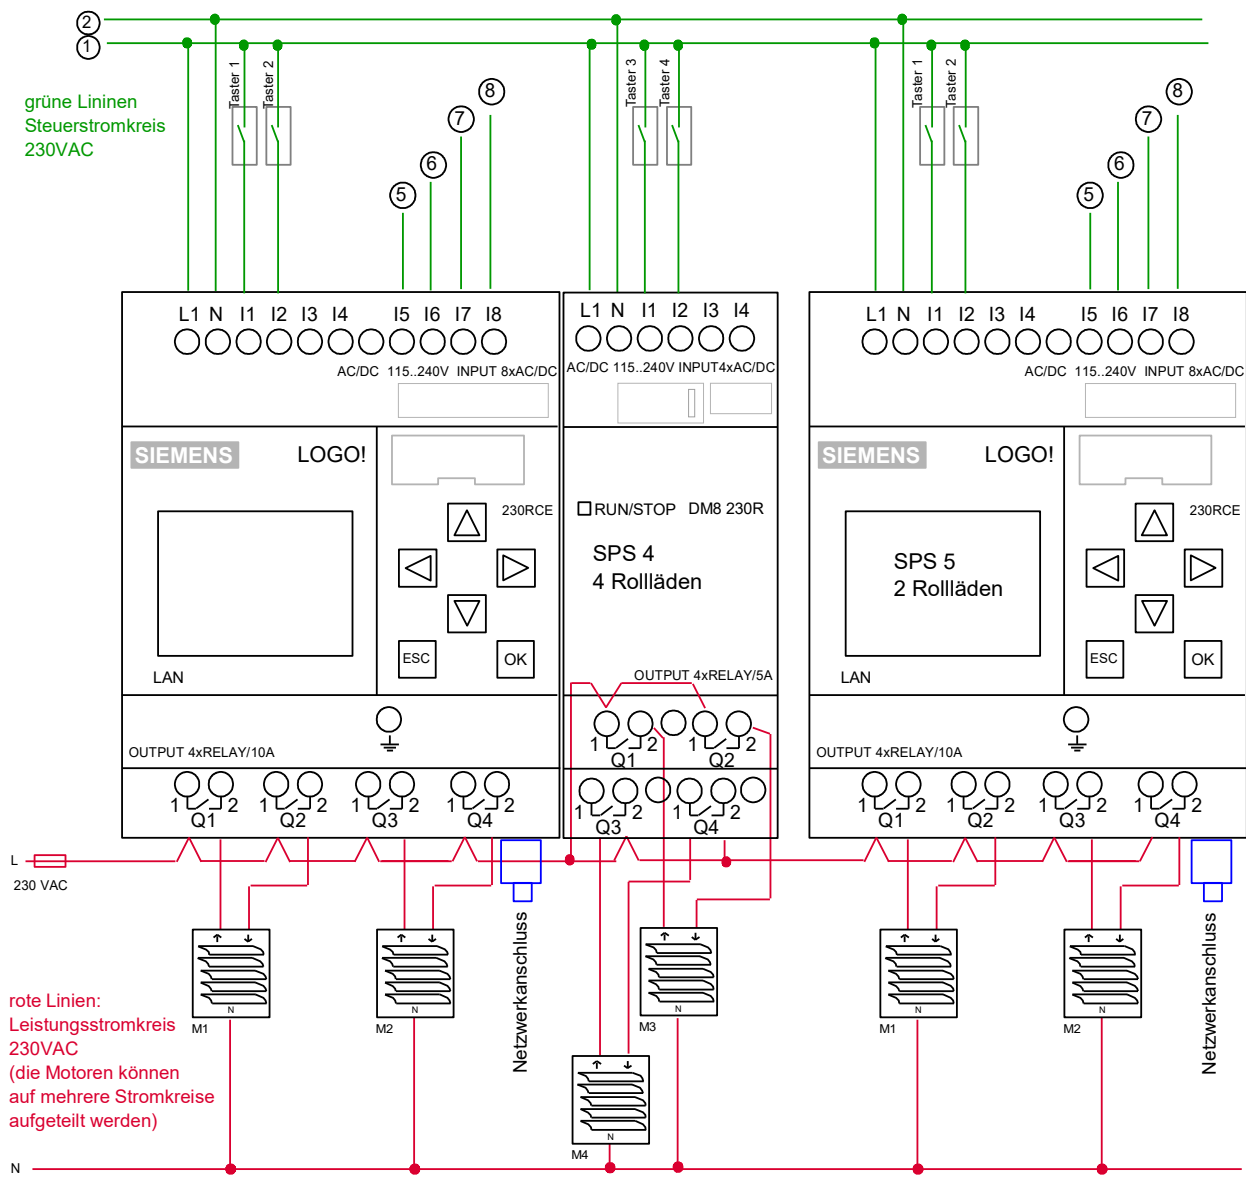 2
1
grüne Lininen
Steuerstromkreis
230VAC
Taster 1
Taster 2
Taster 3
Taster 4
Taster 1
Taster 2
5
6
7
8
5
6
7
8
L1 N I1 I2 I3 I4 I5 I6 I7 I8
AC/DC 115..240V INPUT 8xAC/DC
L1 N I1 I2 I3 I4
AC/DC 115..240V INPUT4xAC/DC
L1 N I1 I2 I3 I4 I5 I6 I7 I8
AC/DC 115..240V INPUT 8xAC/DC
SIEMENS LOGO!
230RCE
ESC OK
LAN
OUTPUT 4xRELAY/10A
1 2 1 2 1 2 1 2
Q1 Q2 Q3 Q4
RUN/STOP DM8 230R
SPS 4
4 Rollläden
OUTPUT 4xRELAY/5A
1 2 1 2
Q1 Q2
1 2 1 2
Q3 Q4
SIEMENS LOGO!
230RCE
SPS 5
2 Rollläden
ESC OK
LAN
OUTPUT 4xRELAY/10A
1 2 1 2 1 2 1 2
Q1 Q2 Q3 Q4
L
230 VAC
Netzwerkanschluss
Netzwerkanschluss
N
M1
N
M2
N
M3
N
M4
N
M1
N
M2
rote Linien:
Leistungsstromkreis
230VAC
(die Motoren können
auf mehrere Stromkreise
aufgeteilt werden)
N